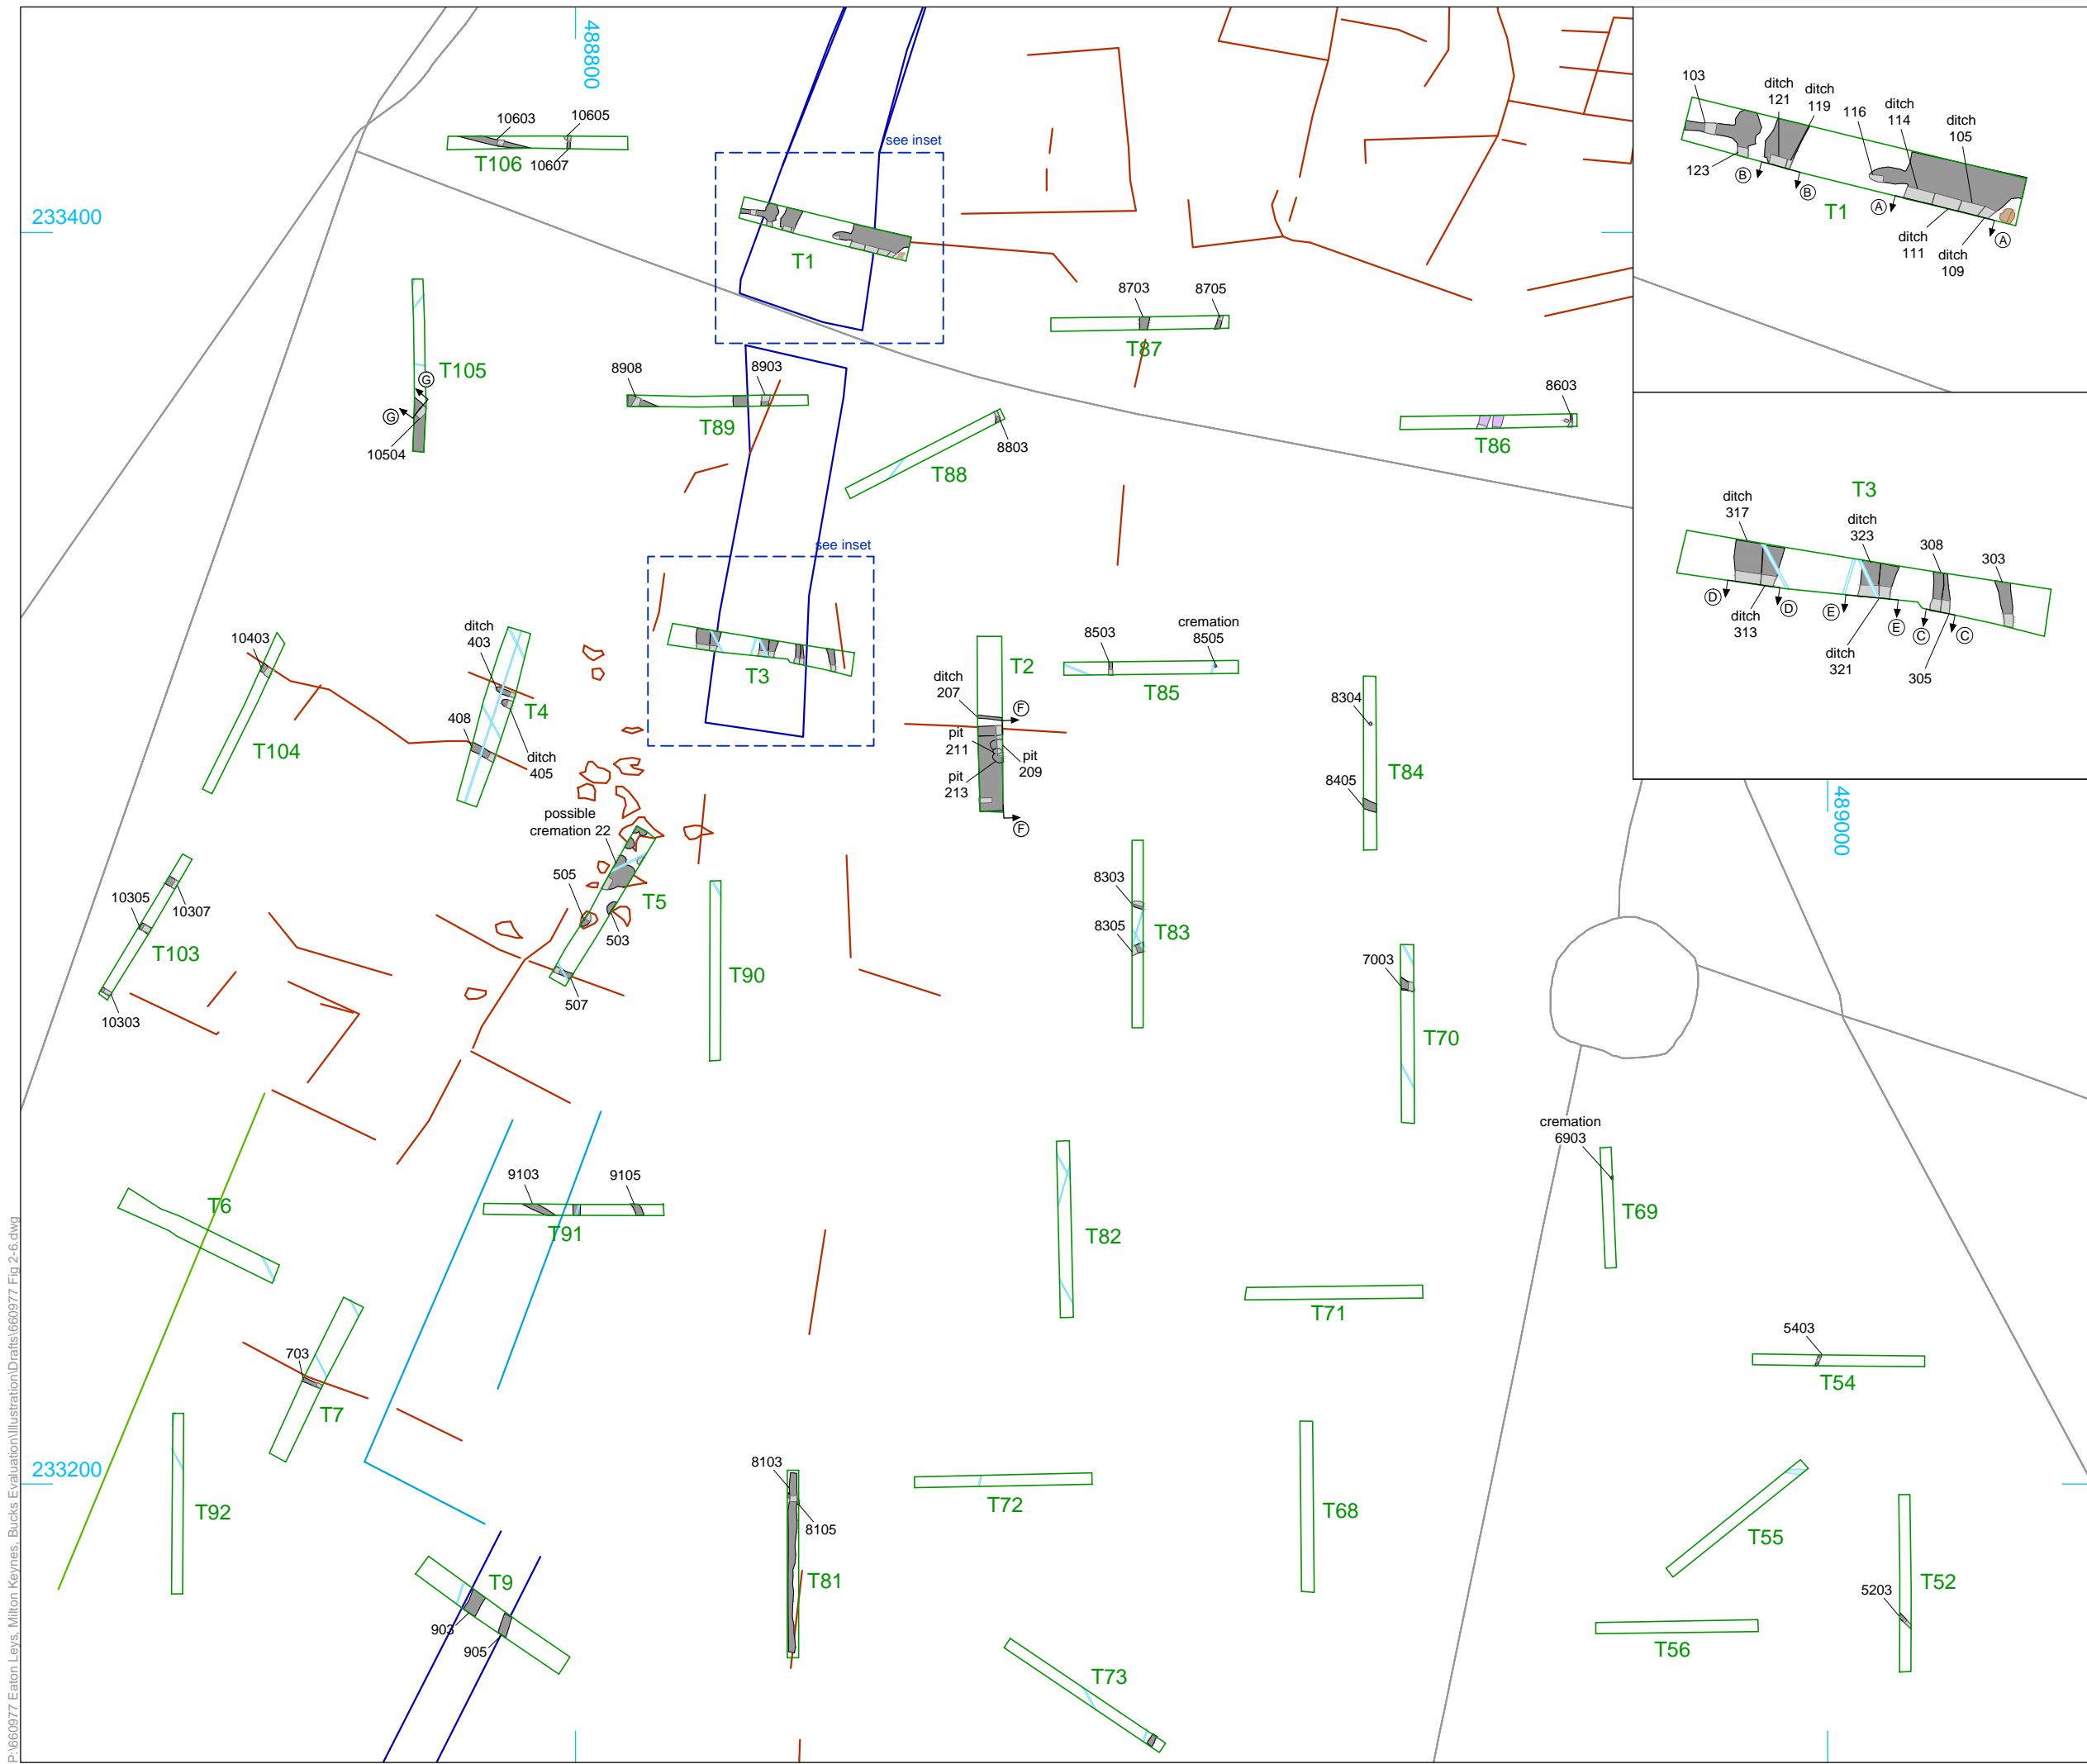 488800
10603
10605
T106
10607
see inset
233400
T1
103
ditch
121
ditch
119
116
ditch
114
ditch
105
123
B
B
A
T1
A
ditch
111
ditch
109
T105
G
G
10504
8908
8903
T89
8703
8705
T87
8803
T88
8603
T86
see inset
T3
ditch
317
T3
ditch
323
308
303
D
D
E
E
C
C
ditch
313
ditch
321
305
10403
T104
ditch
403
T4
408
ditch
405
T2
ditch
207
F
pit
211
pit
209
pit
213
F
8503
cremation
8505
T85
8304
T84
8405
possible
cremation 22
505
T5
503
507
10305
10307
T103
10303
T90
8303
8305
T83
7003
T70
489000
cremation
6903
T69
T6
9103
9105
T91
T82
T71
5403
T54
703
T7
233200
T92
8103
8105
T81
T72
T68
T55
T52
5203
T56
T9
903
905
T73
P:\660977 Eaton Leys, Milton Keynes, Bucks Evaluation\Illustration\Drafts\660977 Fig 2-6.dwg